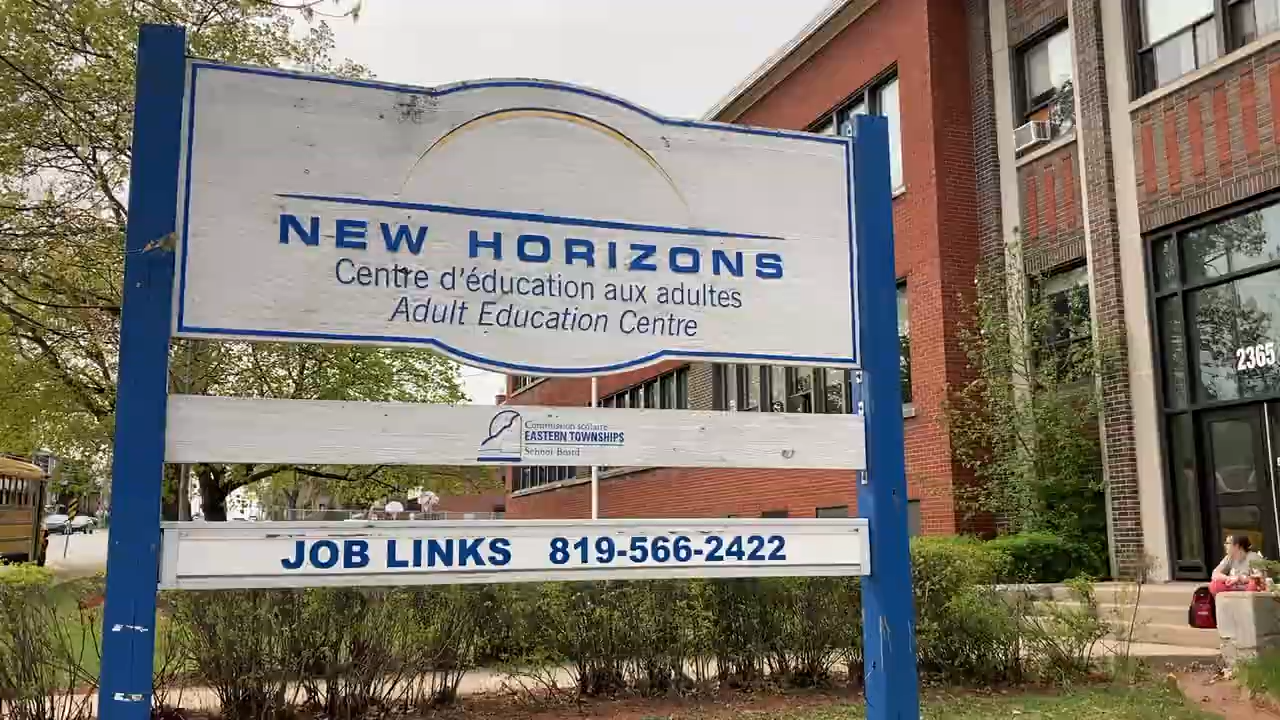 NEW HORIZONS
Centre d'éducation aux adultes
Adult Education Centre
Commission scolaire
EASTERN TOWNSHIPS
School Board
JOB LINKS 819-566-2422
2365